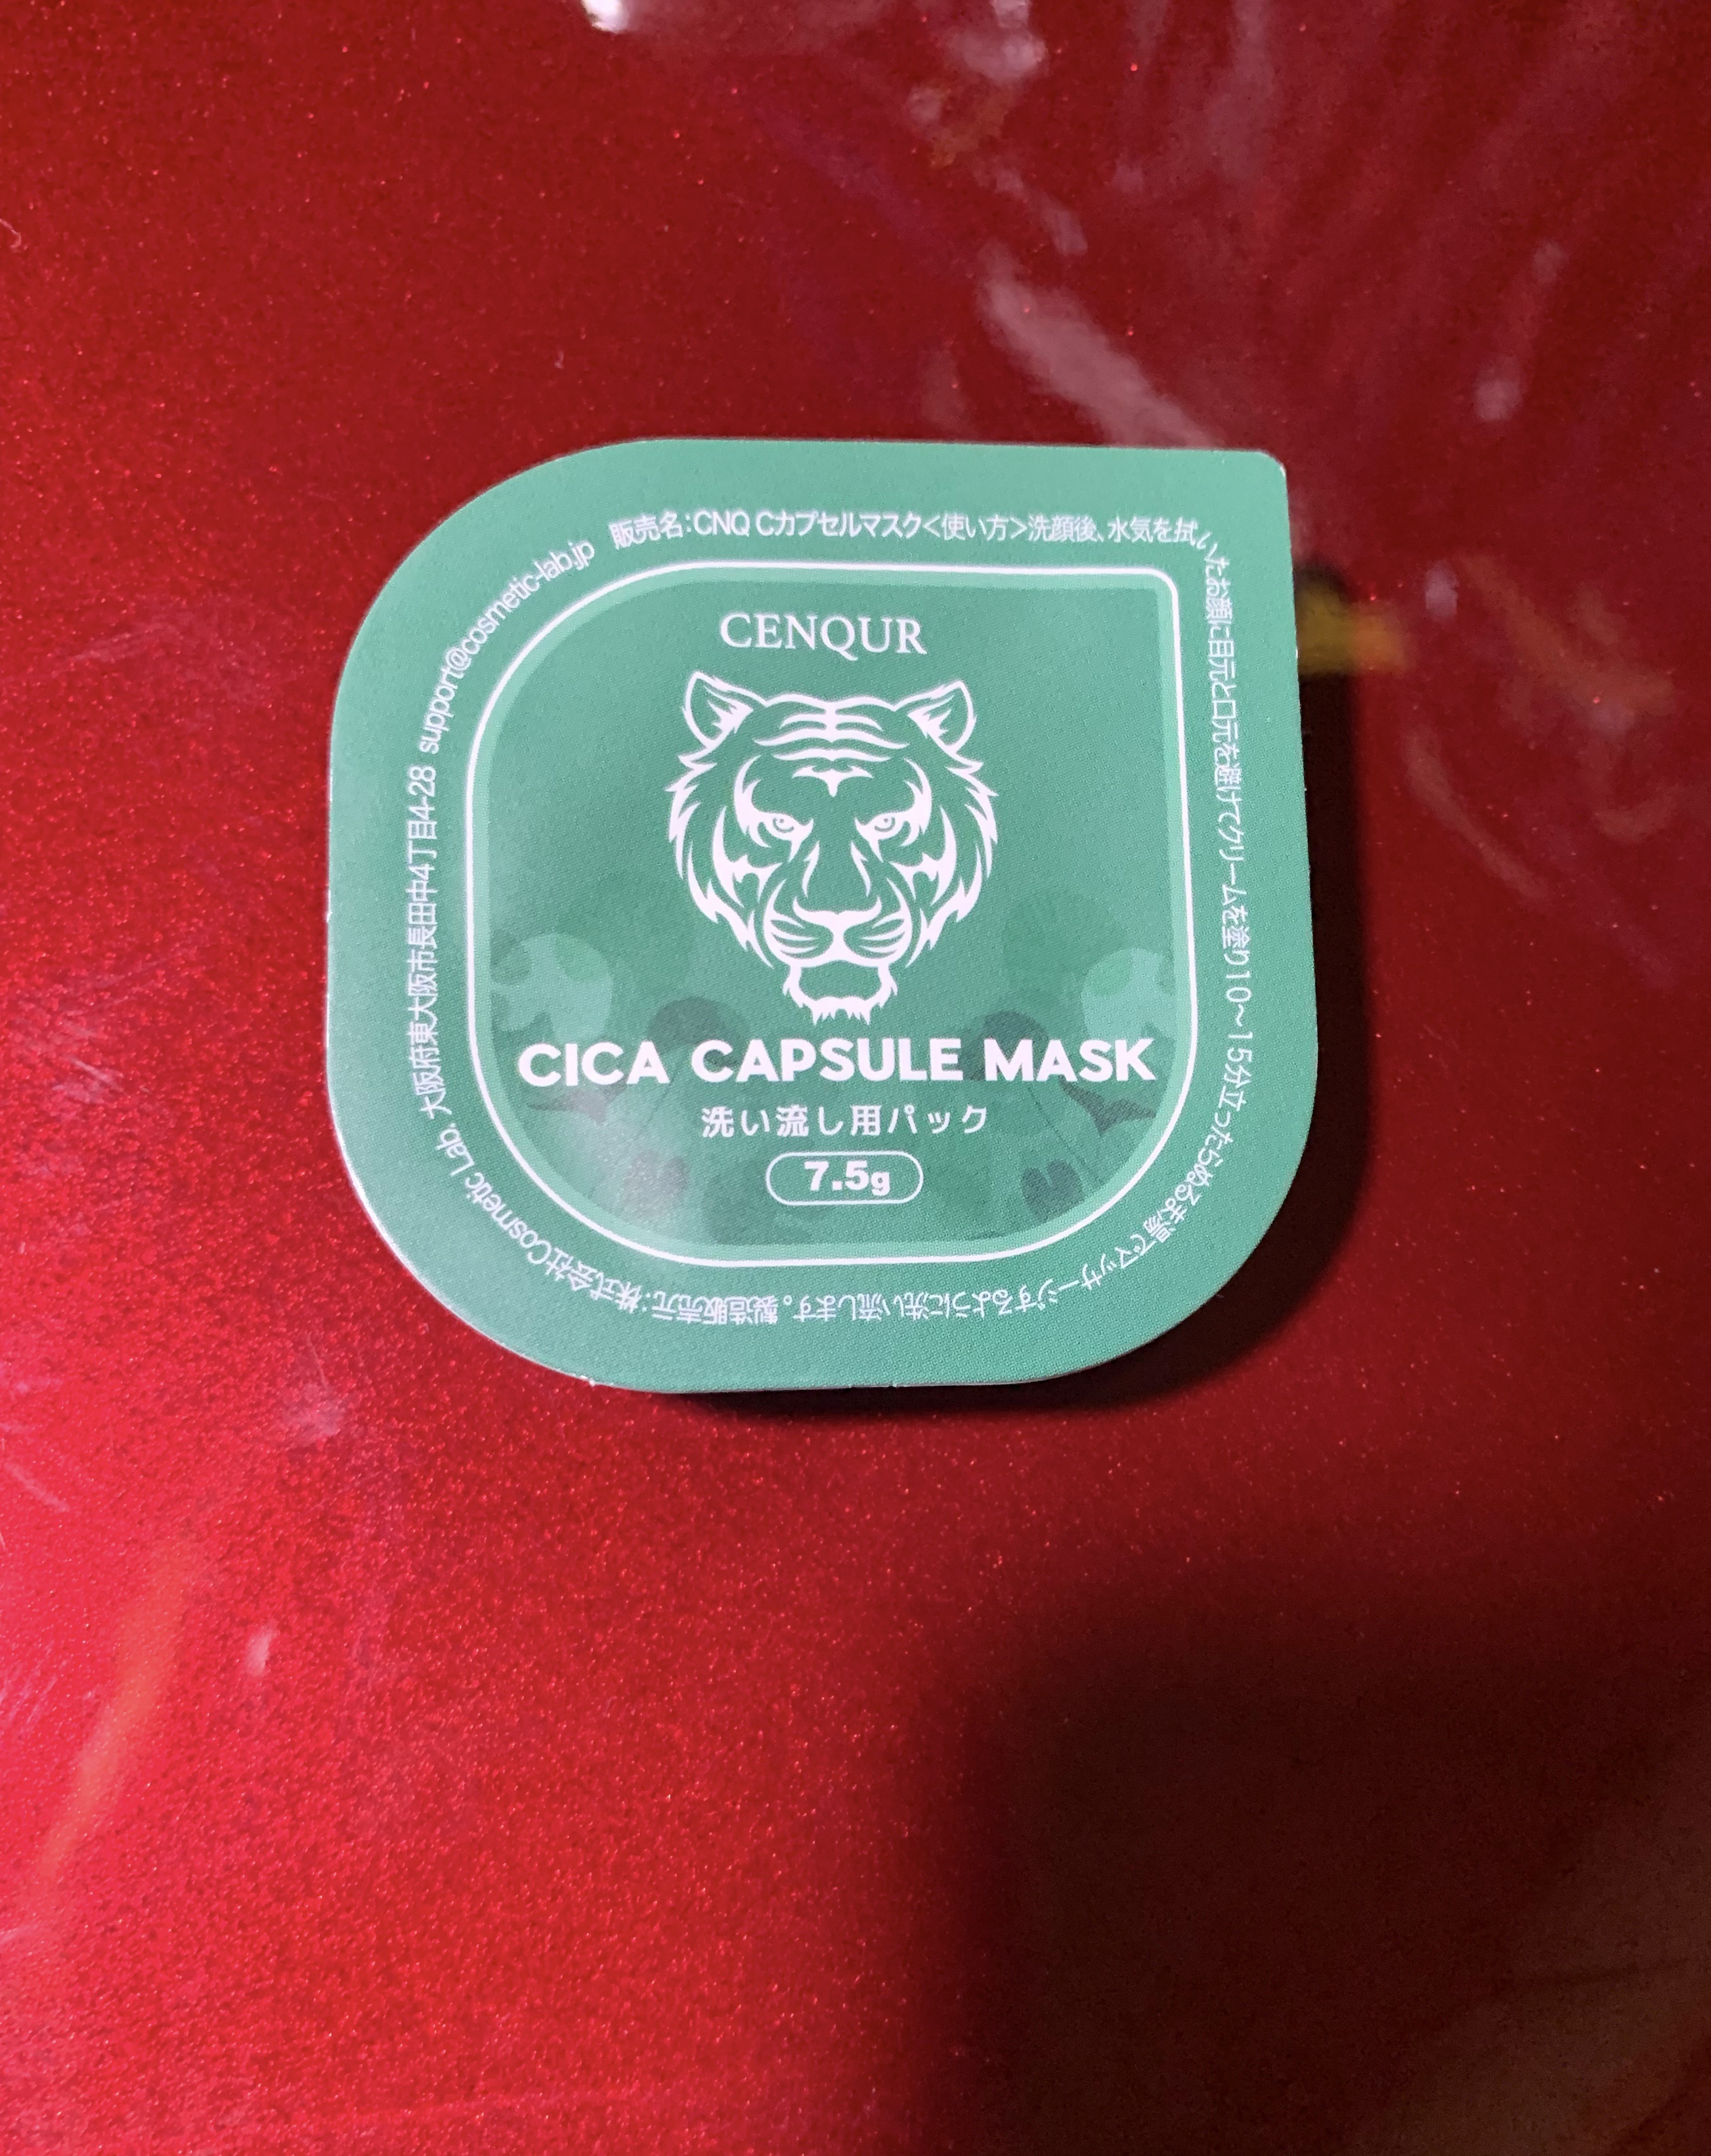 販売名:CNQ Cカプセルマスク<使い方>洗顔後、水気を拭いたお顔に目元と口元を避けてクリームを塗り10~15分立ったらぬるま湯でマッサージするように洗い流します。製造販売元:株式会社Cosmetic Lab. 大阪府東大阪市長田中4丁目4-28 support@cosmetic-lab.jp
CENQUR
CICA CAPSULE MASK
洗い流し用パック
7.5g